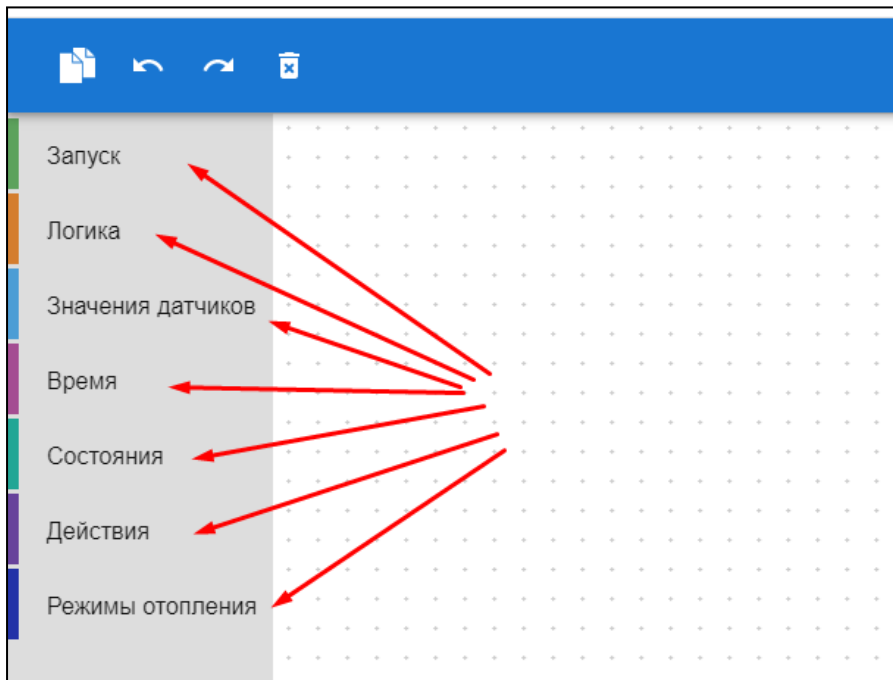 Запуск
Логика
Значения датчиков
Время
Состояния
Действия
Режимы отопления